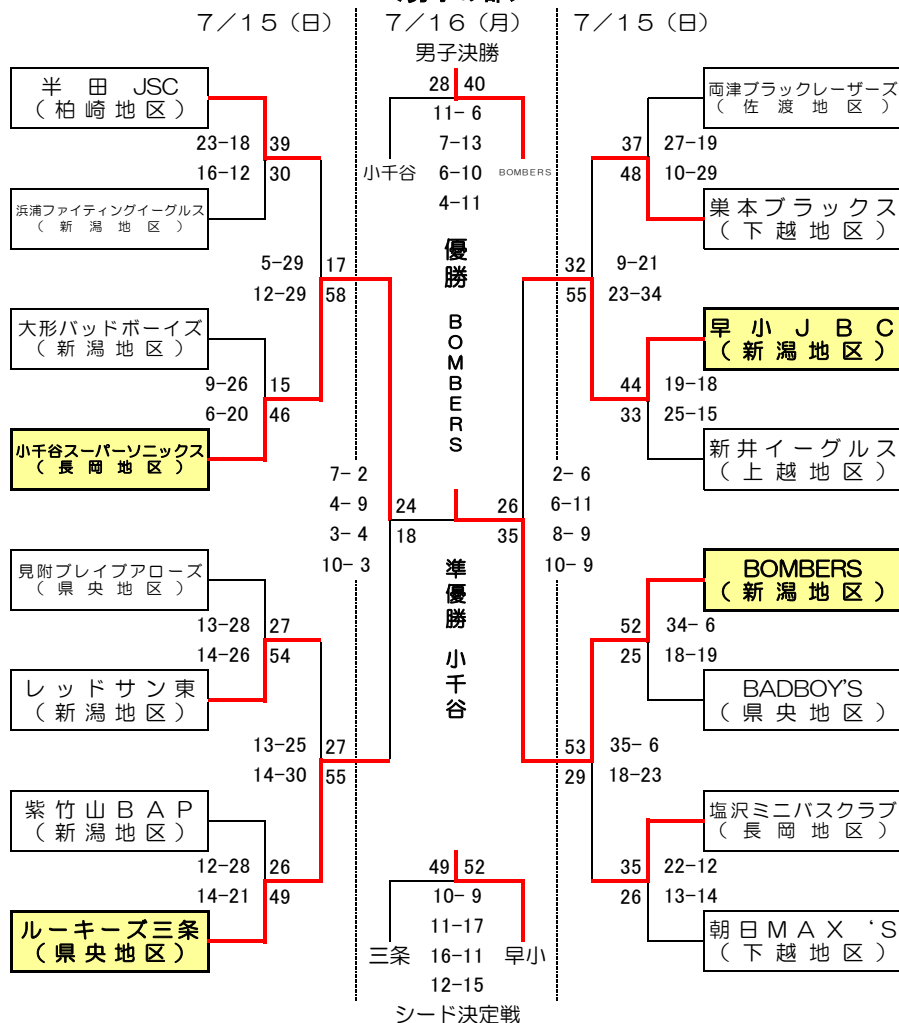 7／15（日）
7／16（月）
7／15（日）
男子決勝
28 40
11- 6
7-13
6-10
4-11
小千谷
BOMBERS
優勝 BOMBERS
準優勝 小千谷
半田 JSC
（柏崎地区）
23-18 39
16-12 30
浜浦ファイティングイーグルス
（新潟地区）
5-29 17
12-29 58
大形バッドボーイズ
（新潟地区）
9-26 15
6-20 46
小千谷スーパーソニックス
（長岡地区）
7- 2
4- 9
3- 4
10- 3
24
18
見附ブレイブアローズ
（県央地区）
13-28 27
14-26 54
レッドサン東
（新潟地区）
13-25 27
14-30 55
紫竹山ＢＡＰ
（新潟地区）
12-28 26
14-21 49
ルーキーズ三条
（県央地区）
両津ブラックレーザーズ
（佐渡地区）
37 27-19
48 10-29
巣本ブラックス
（下越地区）
32 9-21
55 23-34
早小ＪＢＣ
（新潟地区）
44 19-18
33 25-15
新井イーグルス
（上越地区）
26
35
2- 6
6-11
8- 9
10- 9
BOMBERS
（新潟地区）
52 34- 6
25 18-19
BADBOY'S
（県央地区）
53 35- 6
29 18-23
塩沢ミニバスクラブ
（長岡地区）
35 22-12
26 13-14
朝日ＭＡＸ‘Ｓ
（下越地区）
49 52
10- 9
11-17
16-11
12-15
三条
早小
シード決定戦